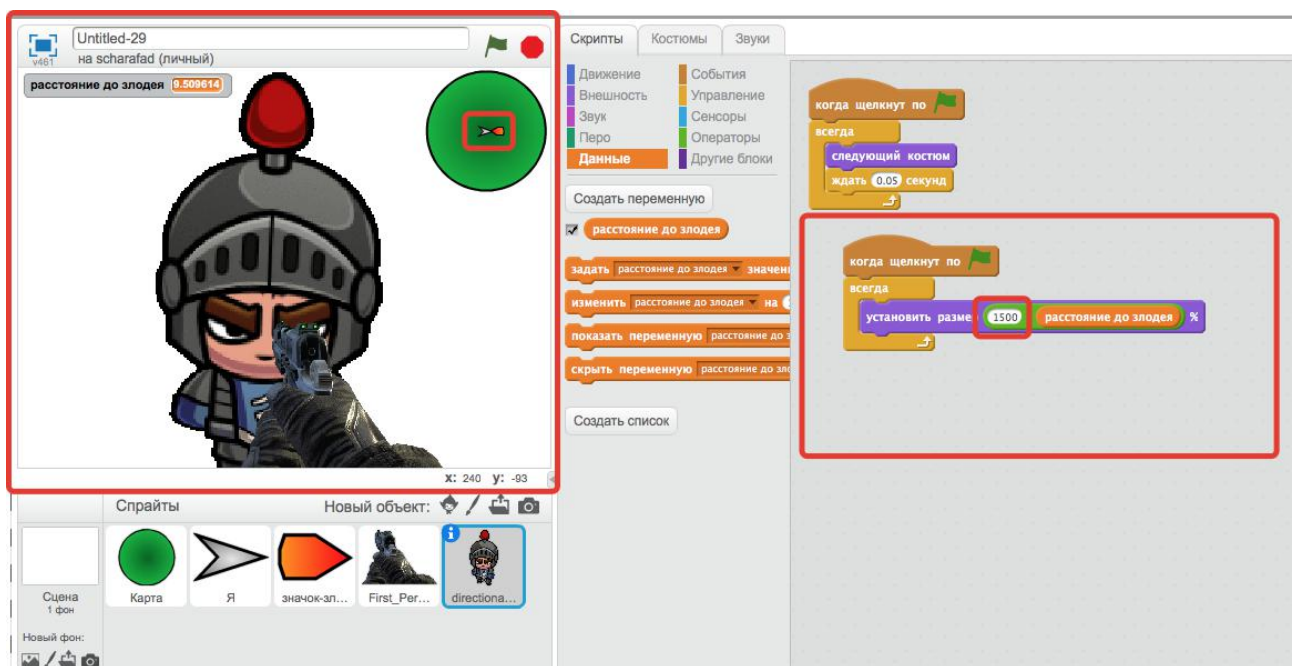 Untitled-29
v461
на scharafad (личный)
расстояние до злодея 9.509614
x: 240 y: -93
Скрипты Костюмы Звуки
Движение События
Внешность Управление
Звук Сенсоры
Перо Операторы
Данные Другие блоки
Создать переменную
расстояние до злодея
задать расстояние до злодея значени
изменить расстояние до злодея на
показать переменную расстояние до з
скрыть переменную расстояние до зло
Создать список
когда щелкнут по
всегда
следующий костюм
ждать 0.05 секунд
когда щелкнут по
всегда
установить разме 1500 расстояние до злодея %
Спрайты Новый объект:
Сцена
1 фон
Новый фон:
Карта Я значок-зл... First_Per... directiona...